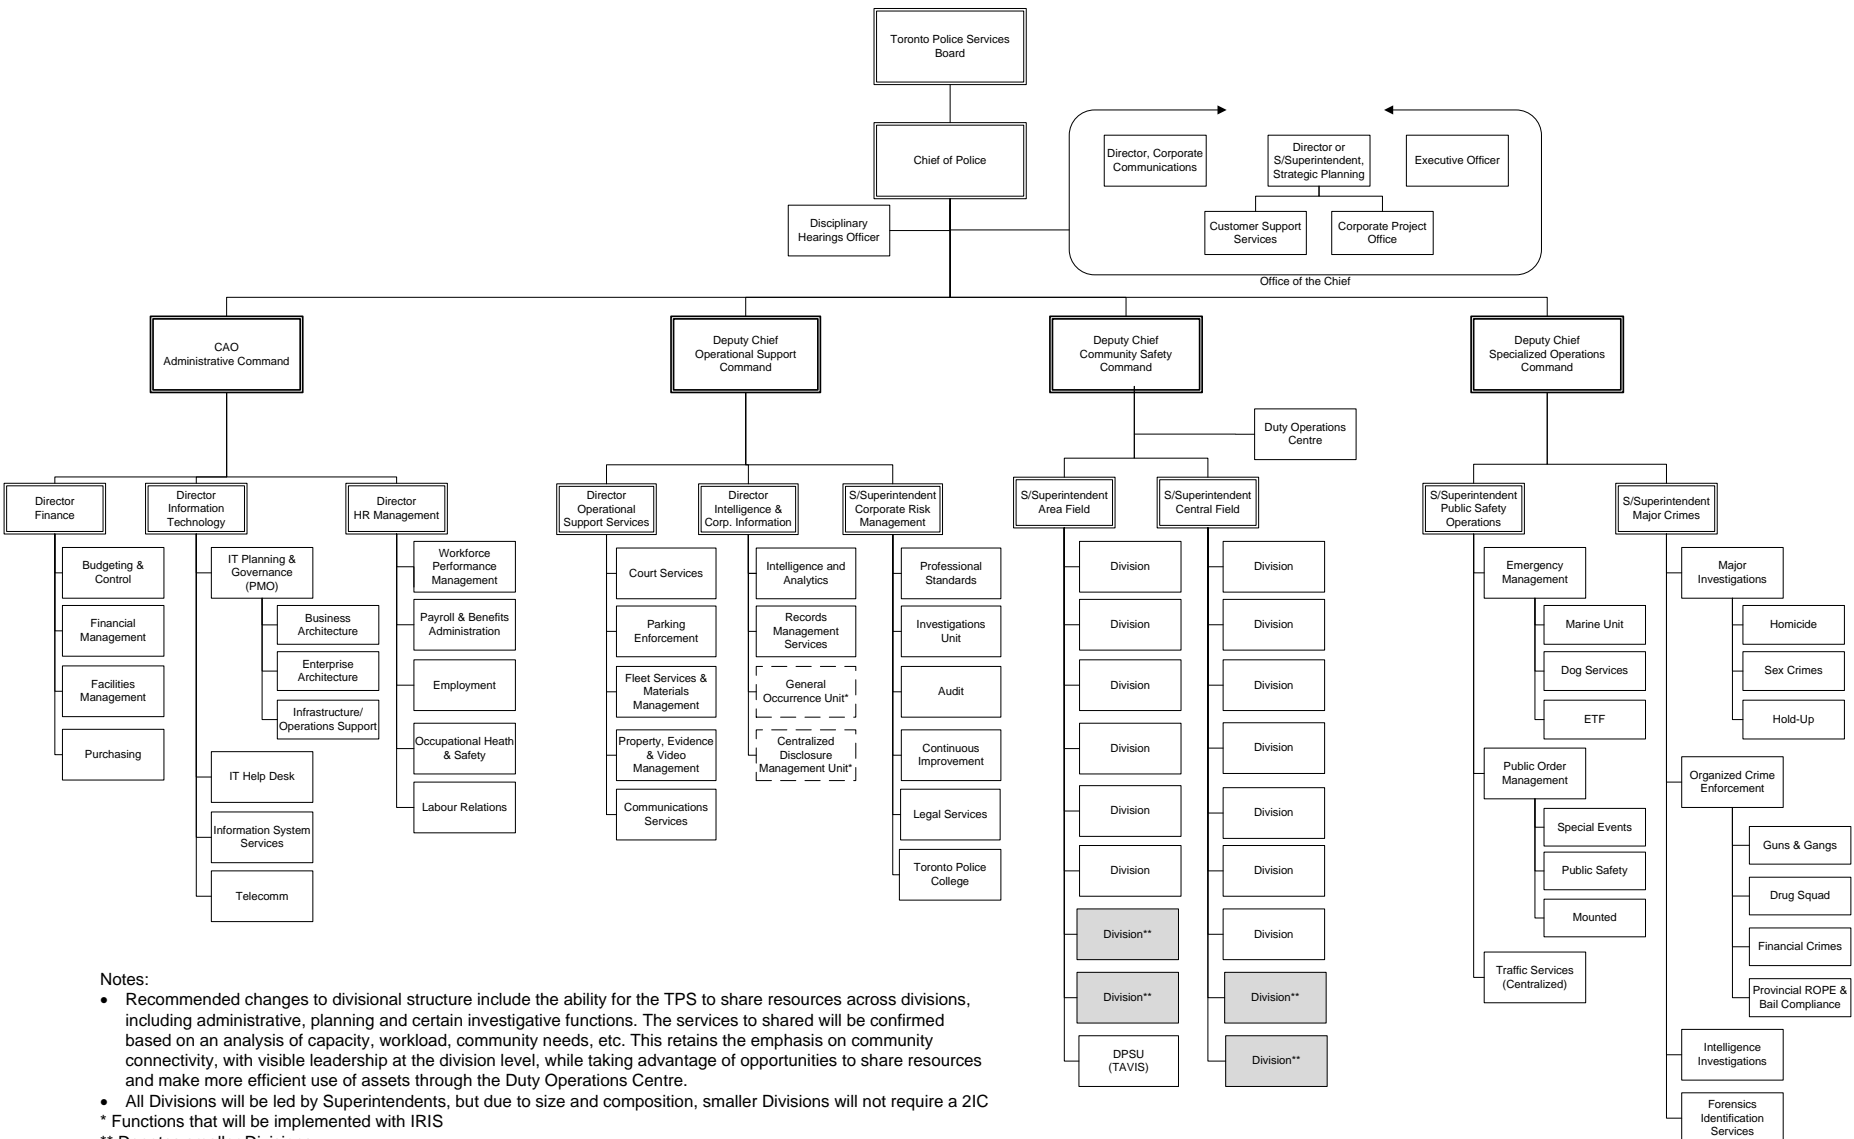 Toronto Police Services
Board
Chief of Police
Disciplinary
Hearings Officer
Director, Corporate
Communications
Director or
S/Superintendent,
Strategic Planning
Executive Officer
Customer Support
Services
Corporate Project
Office
Office of the Chief
CAO
Administrative Command
Deputy Chief
Operational Support
Command
Deputy Chief
Community Safety
Command
Deputy Chief
Specialized Operations
Command
Duty Operations
Centre
Director
Finance
Budgeting &
Control
Financial
Management
Facilities
Management
Purchasing
Director
Information
Technology
IT Planning &
Governance
(PMO)
Business
Architecture
Enterprise
Architecture
Infrastructure/
Operations Support
IT Help Desk
Information System
Services
Telecomm
Director
HR Management
Workforce
Performance
Management
Payroll & Benefits
Administration
Employment
Occupational Heath
& Safety
Labour Relations
Director
Operational
Support Services
Court Services
Parking
Enforcement
Fleet Services &
Materials
Management
Property, Evidence
& Video
Management
Communications
Services
Director
Intelligence &
Corp. Information
Intelligence and
Analytics
Records
Management
Services
General
Occurrence Unit*
Centralized
Disclosure
Management Unit*
S/Superintendent
Corporate Risk
Management
Professional
Standards
Investigations
Unit
Audit
Continuous
Improvement
Legal Services
Toronto Police
College
S/Superintendent
Area Field
Division
Division
Division
Division
Division
Division
Division**
Division**
DPSU
(TAVIS)
S/Superintendent
Central Field
Division
Division
Division
Division
Division
Division
Division
Division**
Division**
S/Superintendent
Public Safety
Operations
Emergency
Management
Marine Unit
Dog Services
ETF
Public Order
Management
Special Events
Public Safety
Mounted
Traffic Services
(Centralized)
S/Superintendent
Major Crimes
Major
Investigations
Homicide
Sex Crimes
Hold-Up
Organized Crime
Enforcement
Guns & Gangs
Drug Squad
Financial Crimes
Provincial ROPE &
Bail Compliance
Intelligence
Investigations
Forensics
Identification
Services
Notes:
• Recommended changes to divisional structure include the ability for the TPS to share resources across divisions,
including administrative, planning and certain investigative functions. The services to shared will be confirmed
based on an analysis of capacity, workload, community needs, etc. This retains the emphasis on community
connectivity, with visible leadership at the division level, while taking advantage of opportunities to share resources
and make more efficient use of assets through the Duty Operations Centre.
• All Divisions will be led by Superintendents, but due to size and composition, smaller Divisions will not require a 2IC
* Functions that will be implemented with IRIS